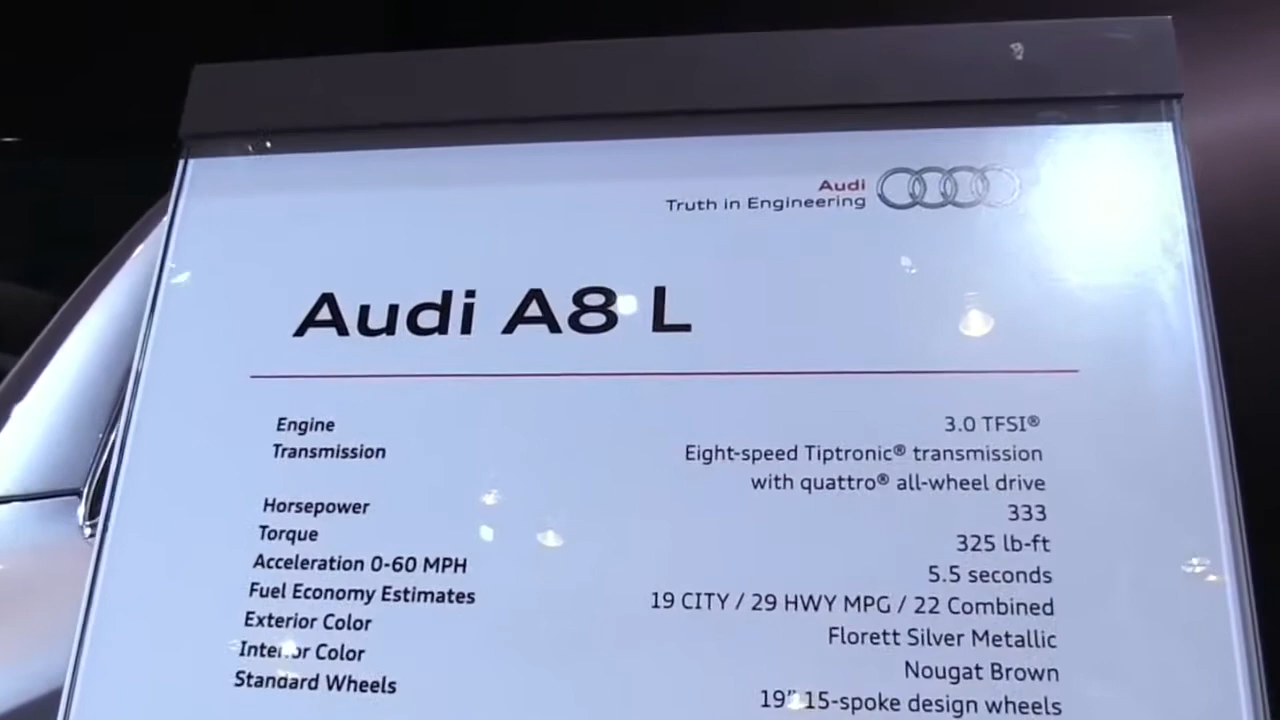 Audi
Truth in Engineering
Audi A8 L
Engine 3.0 TFSI®
Transmission Eight-speed Tiptronic® transmission
with quattro® all-wheel drive
Horsepower 333
Torque 325 lb-ft
Acceleration 0-60 MPH 5.5 seconds
Fuel Economy Estimates 19 CITY / 29 HWY MPG / 22 Combined
Exterior Color Florett Silver Metallic
Interior Color Nougat Brown
Standard Wheels 19" 15-spoke design wheels